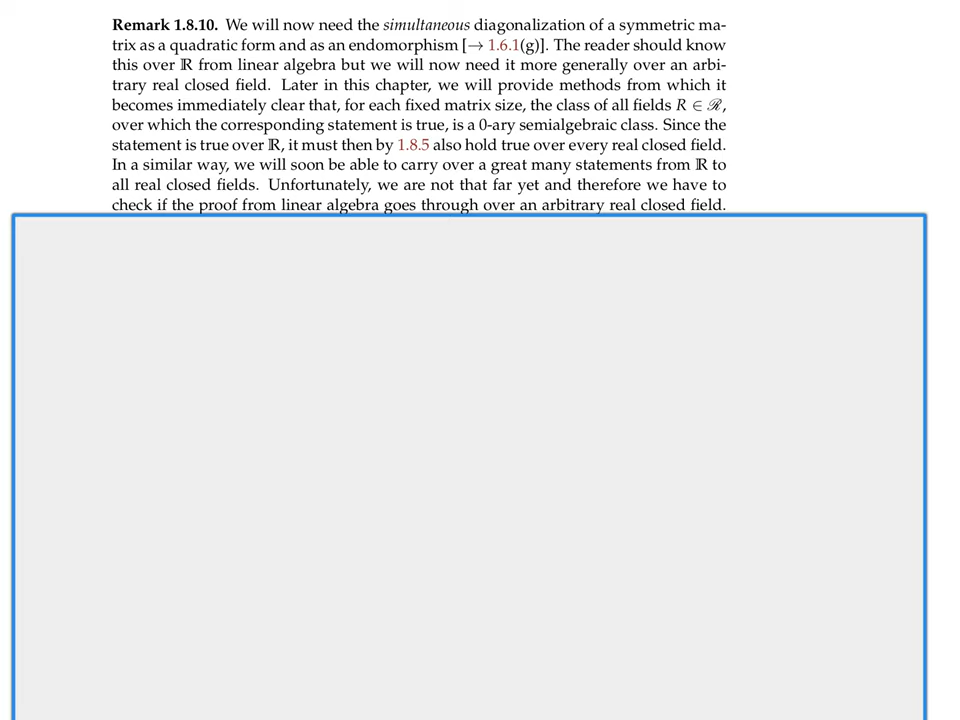 Remark 1.8.10. We will now need the simultaneous diagonalization of a symmetric ma-
trix as a quadratic form and as an endomorphism [→ 1.6.1(g)]. The reader should know
this over ℝ from linear algebra but we will now need it more generally over an arbi-
trary real closed field. Later in this chapter, we will provide methods from which it
becomes immediately clear that, for each fixed matrix size, the class of all fields R ∈ ℛ,
over which the corresponding statement is true, is a 0-ary semialgebraic class. Since the
statement is true over ℝ, it must then by 1.8.5 also hold true over every real closed field.
In a similar way, we will soon be able to carry over a great many statements from ℝ to
all real closed fields. Unfortunately, we are not that far yet and therefore we have to
check if the proof from linear algebra goes through over an arbitrary real closed field.